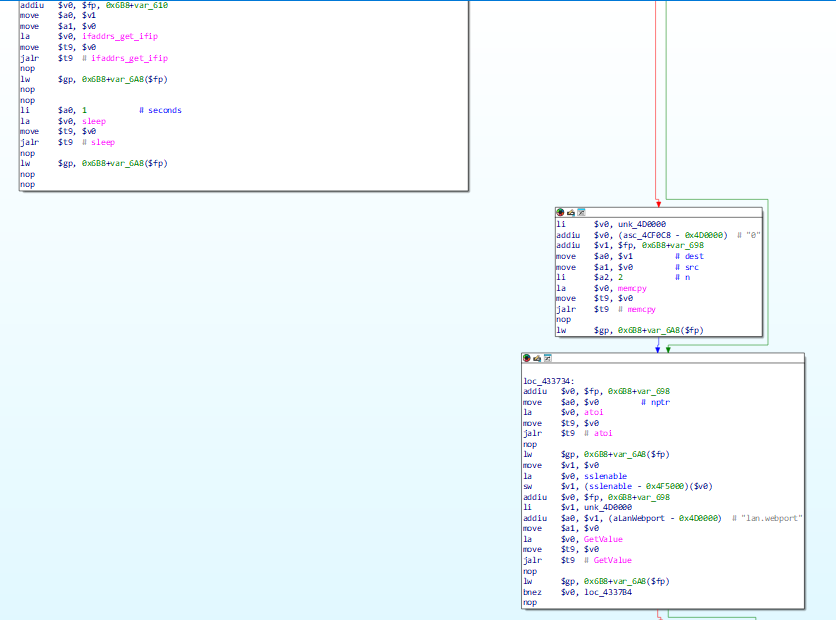 addiu $v0, $fp, 0x6B8+var_610
move $a0, $v1
move $a1, $v0
la $v0, ifaddrs_get_ifip
move $t9, $v0
jalr $t9 # ifaddrs_get_ifip
nop
lw $gp, 0x6B8+var_6A8($fp)
nop
nop
li $a0, 1 # seconds
la $v0, sleep
move $t9, $v0
jalr $t9 # sleep
nop
lw $gp, 0x6B8+var_6A8($fp)
nop
nop
li $v0, unk_4D0000
addiu $v0, (asc_4CF0C8 - 0x4D0000) # "0"
addiu $v1, $fp, 0x6B8+var_698
move $a0, $v1 # dest
move $a1, $v0 # src
li $a2, 2 # n
la $v0, memcpy
move $t9, $v0
jalr $t9 # memcpy
nop
lw $gp, 0x6B8+var_6A8($fp)
loc_433734:
addiu $v0, $fp, 0x6B8+var_698
move $a0, $v0 # nptr
la $v0, atoi
move $t9, $v0
jalr $t9 # atoi
nop
lw $gp, 0x6B8+var_6A8($fp)
move $v1, $v0
la $v0, sslenable
sw $v1, (sslenable - 0x4F5000)($v0)
addiu $v0, $fp, 0x6B8+var_698
li $v1, unk_4D0000
addiu $a0, $v1, (aLanWebport - 0x4D0000) # "lan.webport"
move $a1, $v0
la $v0, GetValue
move $t9, $v0
jalr $t9 # GetValue
nop
lw $gp, 0x6B8+var_6A8($fp)
bnez $v0, loc_4337B4
nop